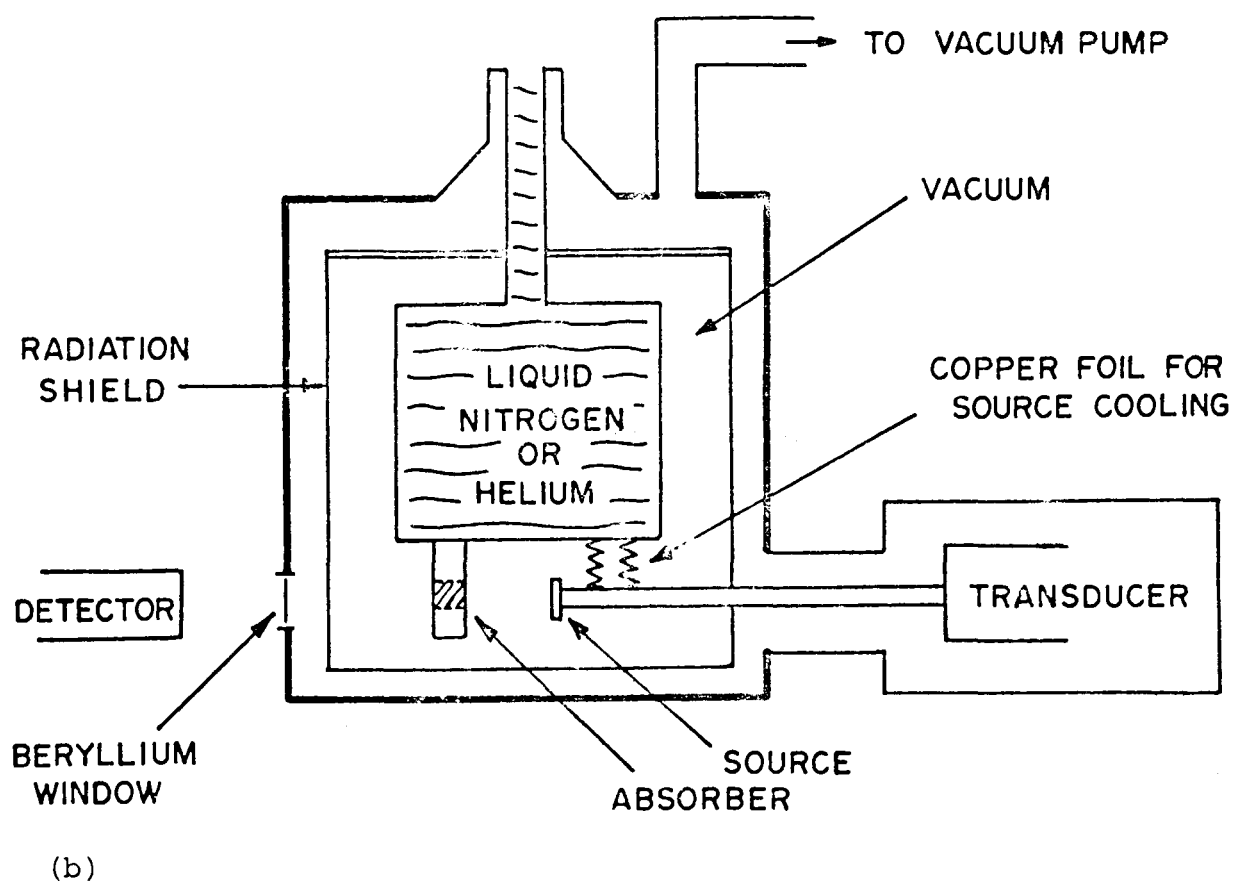 TO VACUUM PUMP
VACUUM
RADIATION
SHIELD
COPPER FOIL FOR
SOURCE COOLING
LIQUID
NITROGEN
OR
HELIUM
DETECTOR
TRANSDUCER
BERYLLIUM
WINDOW
SOURCE
ABSORBER
(b)